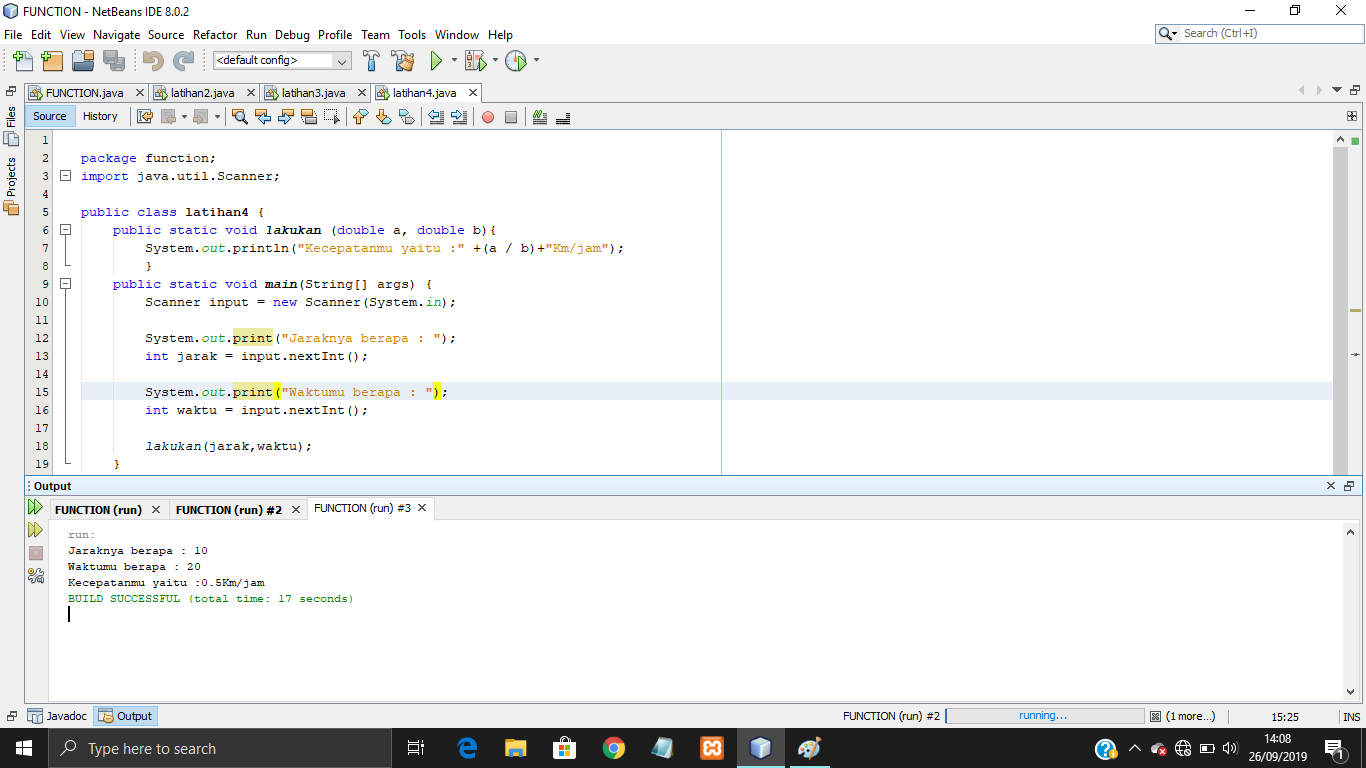 FUNCTION - NetBeans IDE 8.0.2
File Edit View Navigate Source Refactor Run Debug Profile Team Tools Window Help
Search (Ctrl+I)
<default config>
FUNCTION.java latihan2.java latihan3.java latihan4.java
Files
Projects
Source History
1
2 package function;
3 import java.util.Scanner;
4
5 public class latihan4 {
6 public static void lakukan (double a, double b){
7 System.out.println("Kecepatanmu yaitu :" +(a / b)+"Km/jam");
8 }
9 public static void main(String[] args) {
10 Scanner input = new Scanner(System.in);
11
12 System.out.print("Jaraknya berapa : ");
13 int jarak = input.nextInt();
14
15 System.out.print("Waktumu berapa : ");
16 int waktu = input.nextInt();
17
18 lakukan(jarak,waktu);
19 }
Output
FUNCTION (run) FUNCTION (run) #2 FUNCTION (run) #3
run:
Jaraknya berapa : 10
Waktumu berapa : 20
Kecepatanmu yaitu :0.5Km/jam
BUILD SUCCESSFUL (total time: 17 seconds)
Javadoc Output FUNCTION (run) #2 running... (1 more...) 15:25 INS
Type here to search
14:08
26/09/2019
1